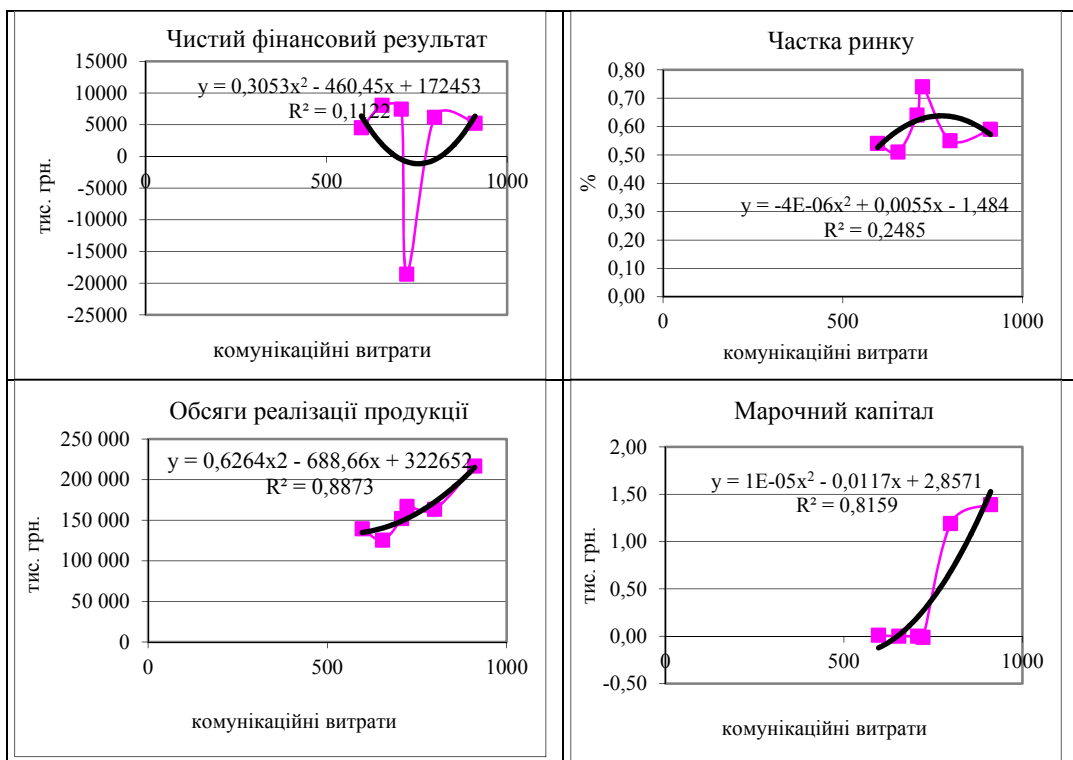 Чистий фінансовий результат
15000
10000
5000
0
-5000
-10000
-15000
-20000
-25000
0
500
1000
y = 0,3053x² - 460,45x + 172453
R² = 0,1122
тис. грн.
комунікаційні витрати
Частка ринку
0,80
0,70
0,60
0,50
0,40
0,30
0,20
0,10
0,00
0
500
1000
y = -4E-06x² + 0,0055x - 1,484
R² = 0,2485
%
комунікаційні витрати
Обсяги реалізації продукції
250 000
200 000
150 000
100 000
50 000
0
0
500
1000
y = 0,6264x2 - 688,66x + 322652
R² = 0,8873
тис. грн.
комунікаційні витрати
Марочний капітал
2,00
1,50
1,00
0,50
0,00
-0,50
0
500
1000
y = 1E-05x² - 0,0117x + 2,8571
R² = 0,8159
тис. грн.
комунікаційні витрати